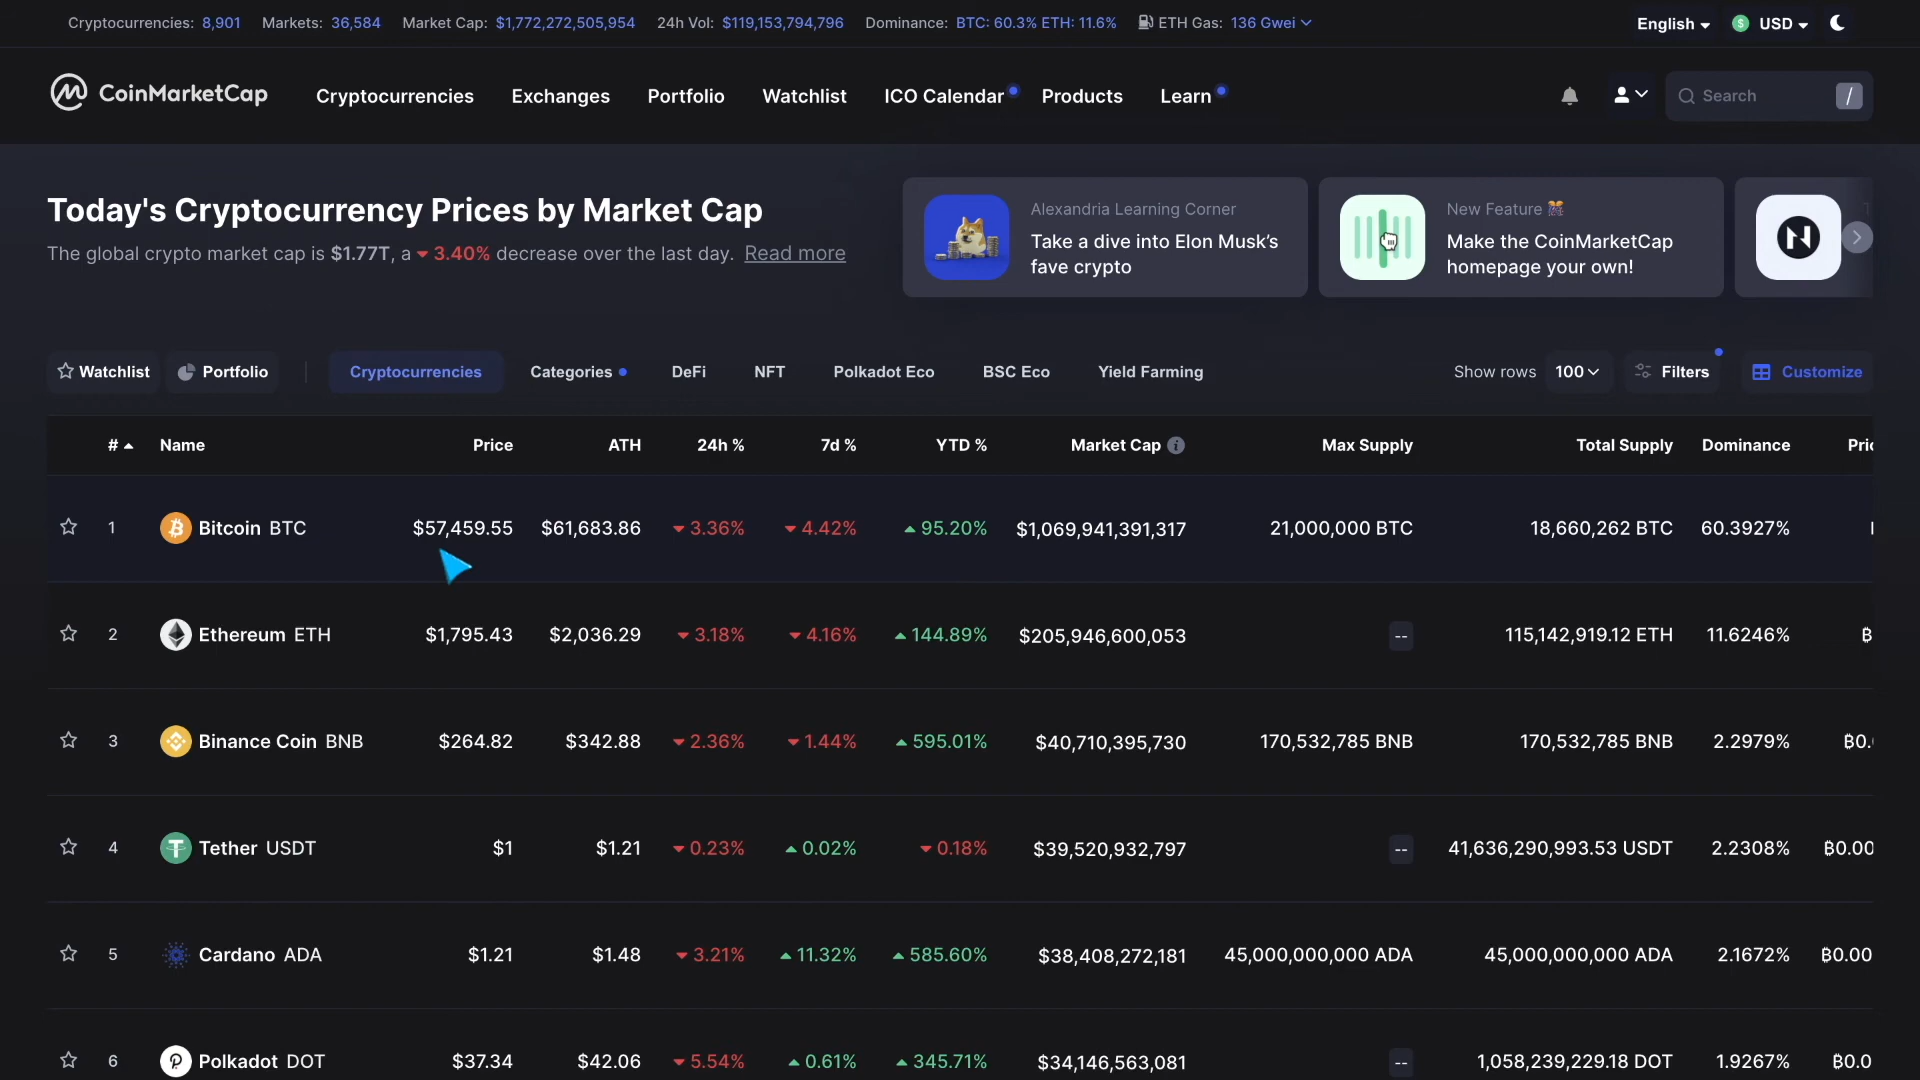 Cryptocurrencies: 8,901 Markets: 36,584 Market Cap: $1,772,272,505,954 24h Vol: $119,153,794,796 Dominance: BTC: 60.3% ETH: 11.6% ETH Gas: 136 Gwei English USD
CoinMarketCap Cryptocurrencies Exchanges Portfolio Watchlist ICO Calendar Products Learn Search /
Today's Cryptocurrency Prices by Market Cap
The global crypto market cap is $1.77T, a 3.40% decrease over the last day. Read more
Alexandria Learning Corner
Take a dive into Elon Musk's
fave crypto
New Feature
Make the CoinMarketCap
homepage your own!
Watchlist Portfolio Cryptocurrencies Categories DeFi NFT Polkadot Eco BSC Eco Yield Farming Show rows 100 Filters Customize
# Name Price ATH 24h % 7d % YTD % Market Cap Max Supply Total Supply Dominance
1 Bitcoin BTC $57,459.55 $61,683.86 3.36% 4.42% 95.20% $1,069,941,391,317 21,000,000 BTC 18,660,262 BTC 60.3927%
2 Ethereum ETH $1,795.43 $2,036.29 3.18% 4.16% 144.89% $205,946,600,053 -- 115,142,919.12 ETH 11.6246% ₿
3 Binance Coin BNB $264.82 $342.88 2.36% 1.44% 595.01% $40,710,395,730 170,532,785 BNB 170,532,785 BNB 2.2979% ₿0.
4 Tether USDT $1 $1.21 0.23% 0.02% 0.18% $39,520,932,797 -- 41,636,290,993.53 USDT 2.2308% ₿0.00
5 Cardano ADA $1.21 $1.48 3.21% 11.32% 585.60% $38,408,272,181 45,000,000,000 ADA 45,000,000,000 ADA 2.1672% ₿0.00
6 Polkadot DOT $37.34 $42.06 5.54% 0.61% 345.71% $34,146,563,081 -- 1,058,239,229.18 DOT 1.9267% ₿0.0